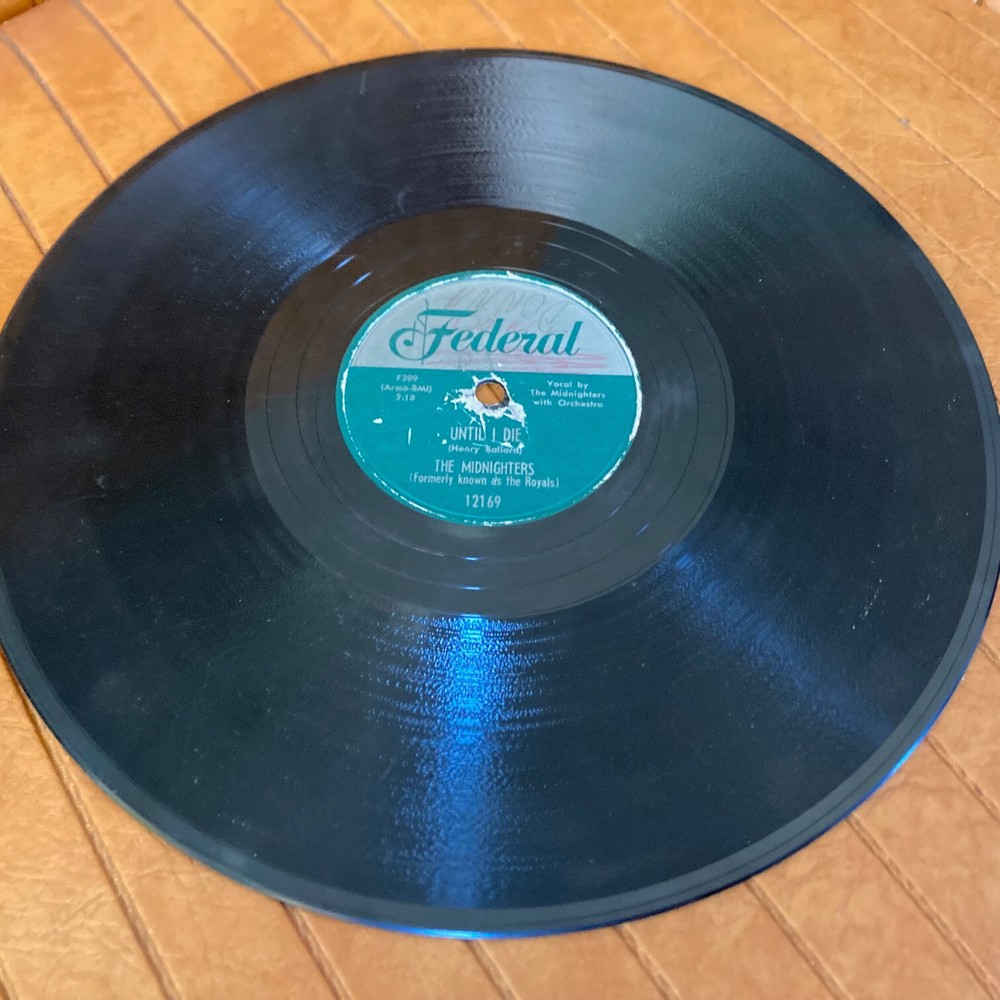 Federal
F399
(Armo-BMI)
2:18
Vocal by
The Midnighters
with Orchestra
UNTIL I DIE
(Henry Ballard)
THE MIDNIGHTERS
(Formerly known as the Royals)
12169